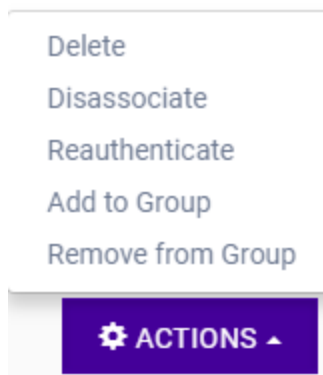 Delete
Disassociate
Reauthenticate
Add to Group
Remove from Group
ACTIONS